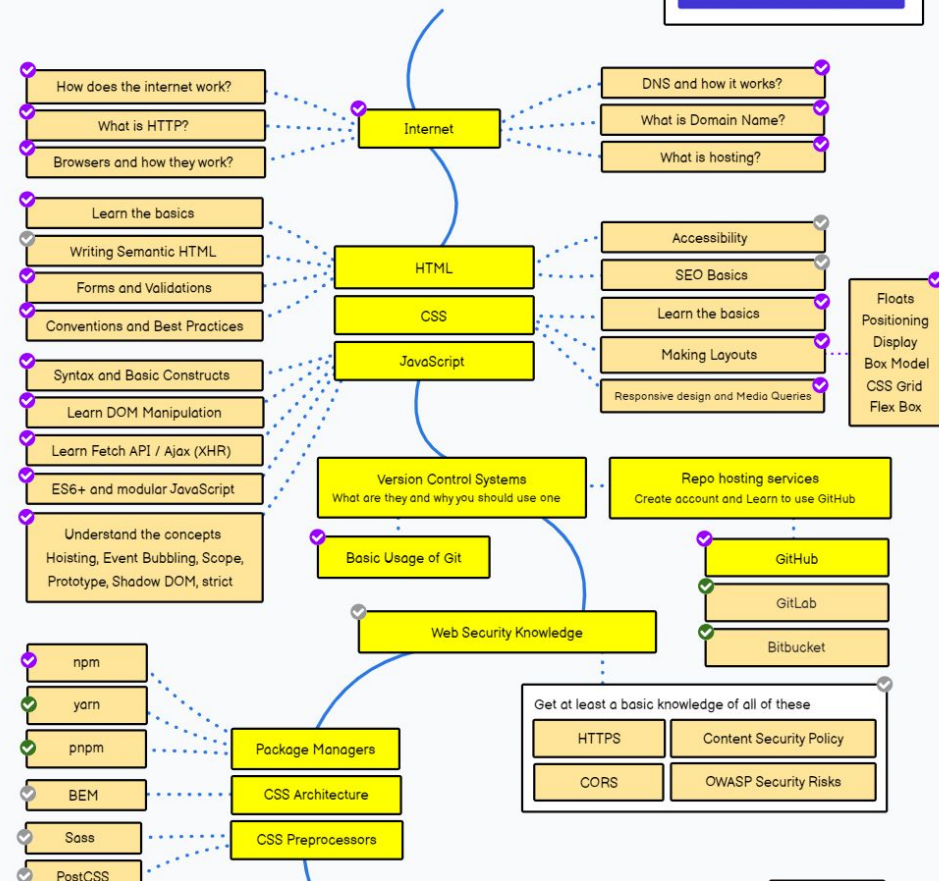 How does the internet work?
What is HTTP?
Browsers and how they work?
Internet
DNS and how it works?
What is Domain Name?
What is hosting?
Learn the basics
Writing Semantic HTML
Forms and Validations
Conventions and Best Practices
HTML
CSS
JavaScript
Accessibility
SEO Basics
Learn the basics
Making Layouts
Responsive design and Media Queries
Floats
Positioning
Display
Box Model
CSS Grid
Flex Box
Syntax and Basic Constructs
Learn DOM Manipulation
Learn Fetch API / Ajax (XHR)
ES6+ and modular JavaScript
Understand the concepts
Hoisting, Event Bubbling, Scope,
Prototype, Shadow DOM, strict
Version Control Systems
What are they and why you should use one
Repo hosting services
Create account and Learn to use GitHub
Basic Usage of Git
GitHub
GitLab
Bitbucket
Web Security Knowledge
Get at least a basic knowledge of all of these
HTTPS
Content Security Policy
CORS
OWASP Security Risks
npm
yarn
pnpm
Package Managers
BEM
CSS Architecture
Sass
CSS Preprocessors
PostCSS